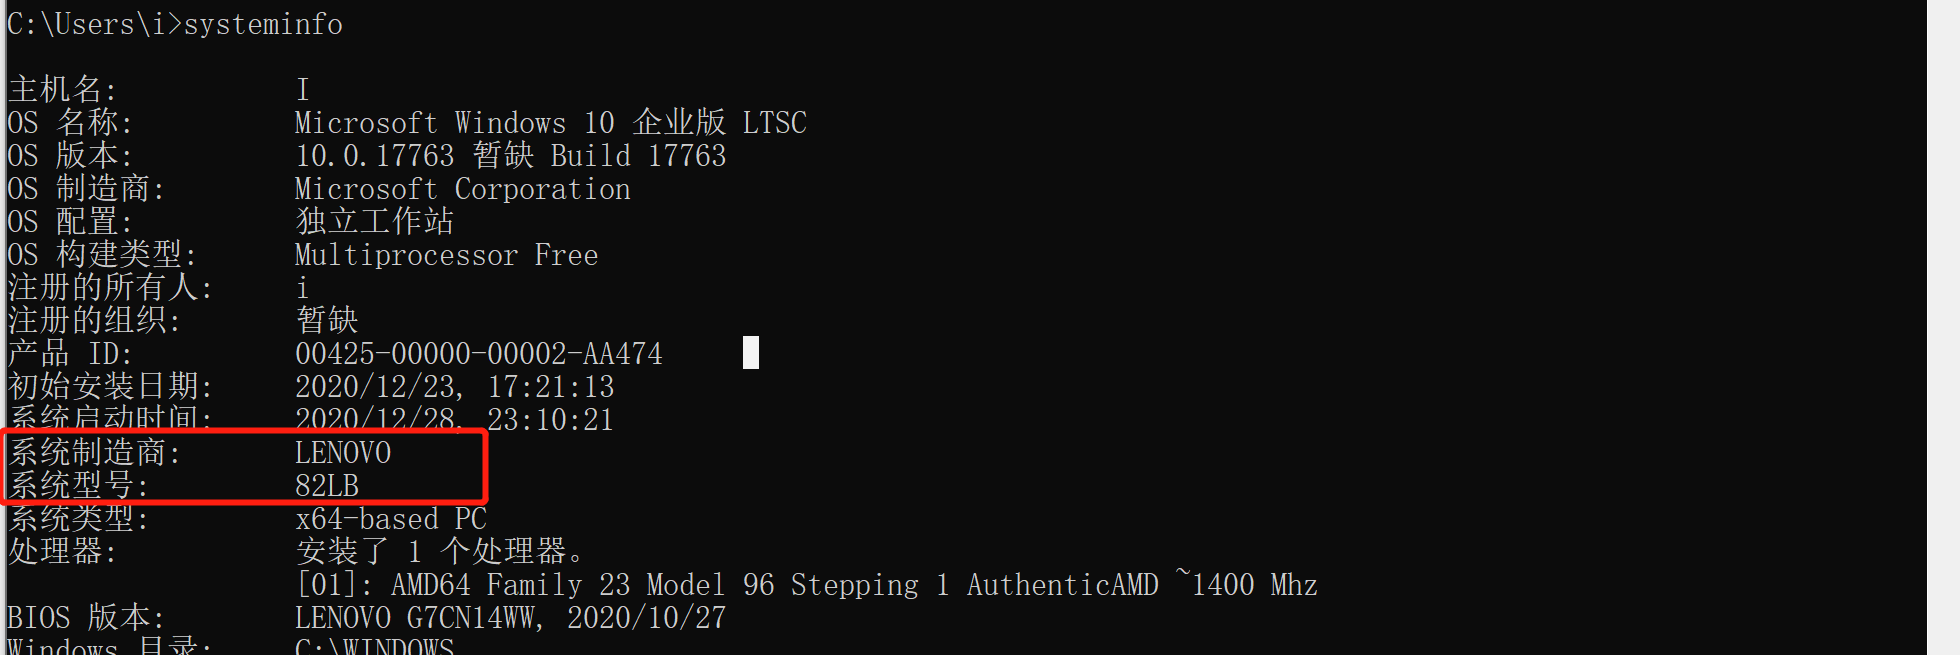 C:\Users\i>systeminfo
主机名: I
OS 名称: Microsoft Windows 10 企业版 LTSC
OS 版本: 10.0.17763 暂缺 Build 17763
OS 制造商: Microsoft Corporation
OS 配置: 独立工作站
OS 构建类型: Multiprocessor Free
注册的所有人: i
注册的组织: 暂缺
产品 ID: 00425-00000-00002-AA474
初始安装日期: 2020/12/23, 17:21:13
系统启动时间: 2020/12/28, 23:10:21
系统制造商: LENOVO
系统型号: 82LB
系统类型: x64-based PC
处理器: 安装了 1 个处理器。
[01]: AMD64 Family 23 Model 96 Stepping 1 AuthenticAMD ~1400 Mhz
BIOS 版本: LENOVO G7CN14WW, 2020/10/27
Windows 目录: C:\WINDOWS